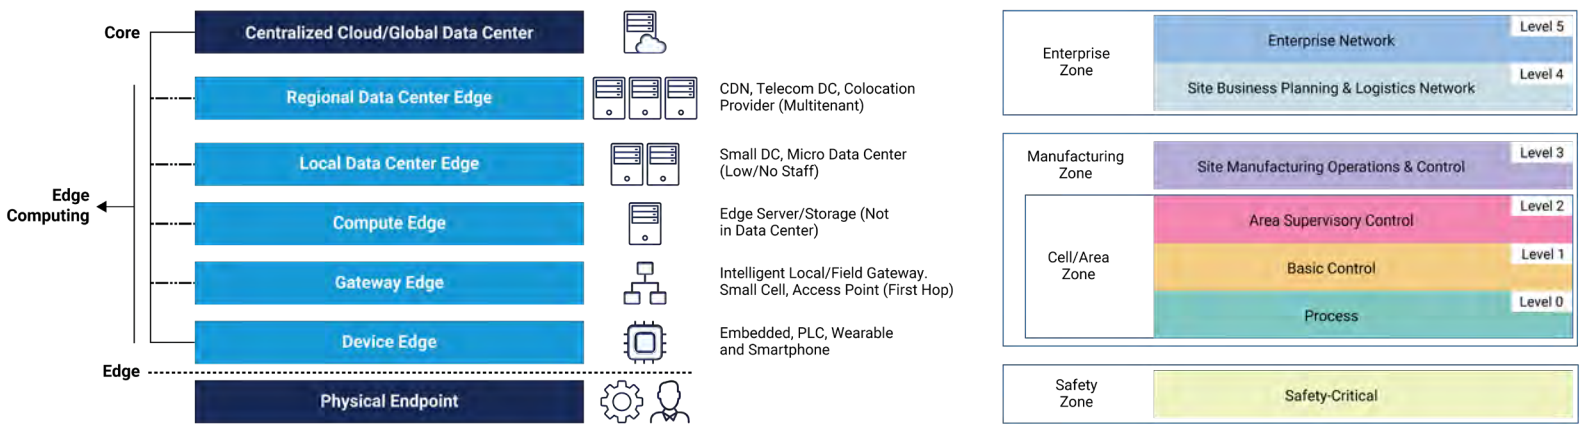 Core
Centralized Cloud/Global Data Center
Regional Data Center Edge
CDN, Telecom DC, Colocation
Provider (Multitenant)
Local Data Center Edge
Small DC, Micro Data Center
(Low/No Staff)
Edge
Computing
Compute Edge
Edge Server/Storage (Not
in Data Center)
Gateway Edge
Intelligent Local/Field Gateway.
Small Cell, Access Point (First Hop)
Device Edge
Embedded, PLC, Wearable
and Smartphone
Edge
Physical Endpoint
Enterprise
Zone
Level 5
Enterprise Network
Level 4
Site Business Planning & Logistics Network
Manufacturing
Zone
Level 3
Site Manufacturing Operations & Control
Cell/Area
Zone
Level 2
Area Supervisory Control
Level 1
Basic Control
Level 0
Process
Safety
Zone
Safety-Critical